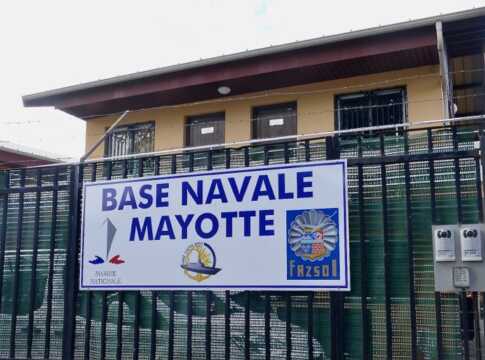 BASE NAVALE
MAYOTTE
MARINE
NATIONALE
FAZSOI